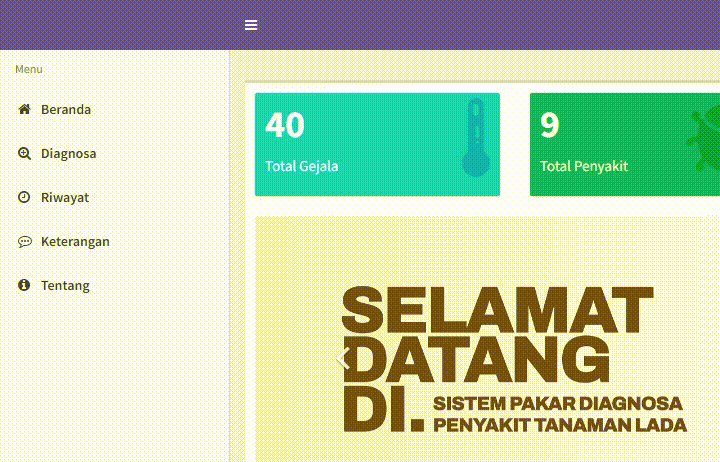 Menu
Beranda
Diagnosa
Riwayat
Keterangan
Tentang
40
Total Gejala
9
Total Penyakit
SELAMAT
DATANG
DI. SISTEM PAKAR DIAGNOSA
PENYAKIT TANAMAN LADA